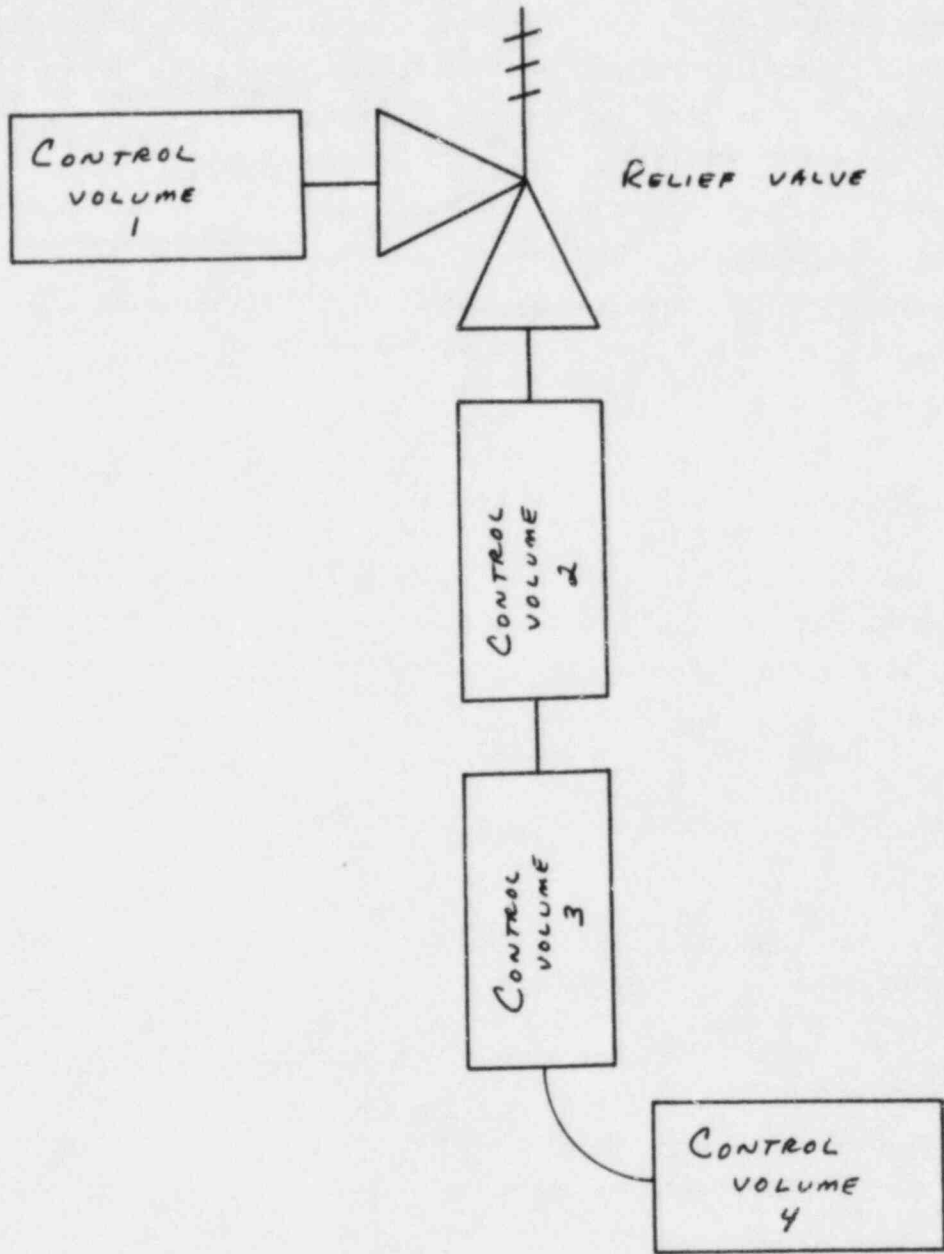 CONTROL
VOLUME
1
RELIEF VALVE
CONTROL
VOLUME
2
CONTROL
VOLUME
3
CONTROL
VOLUME
4